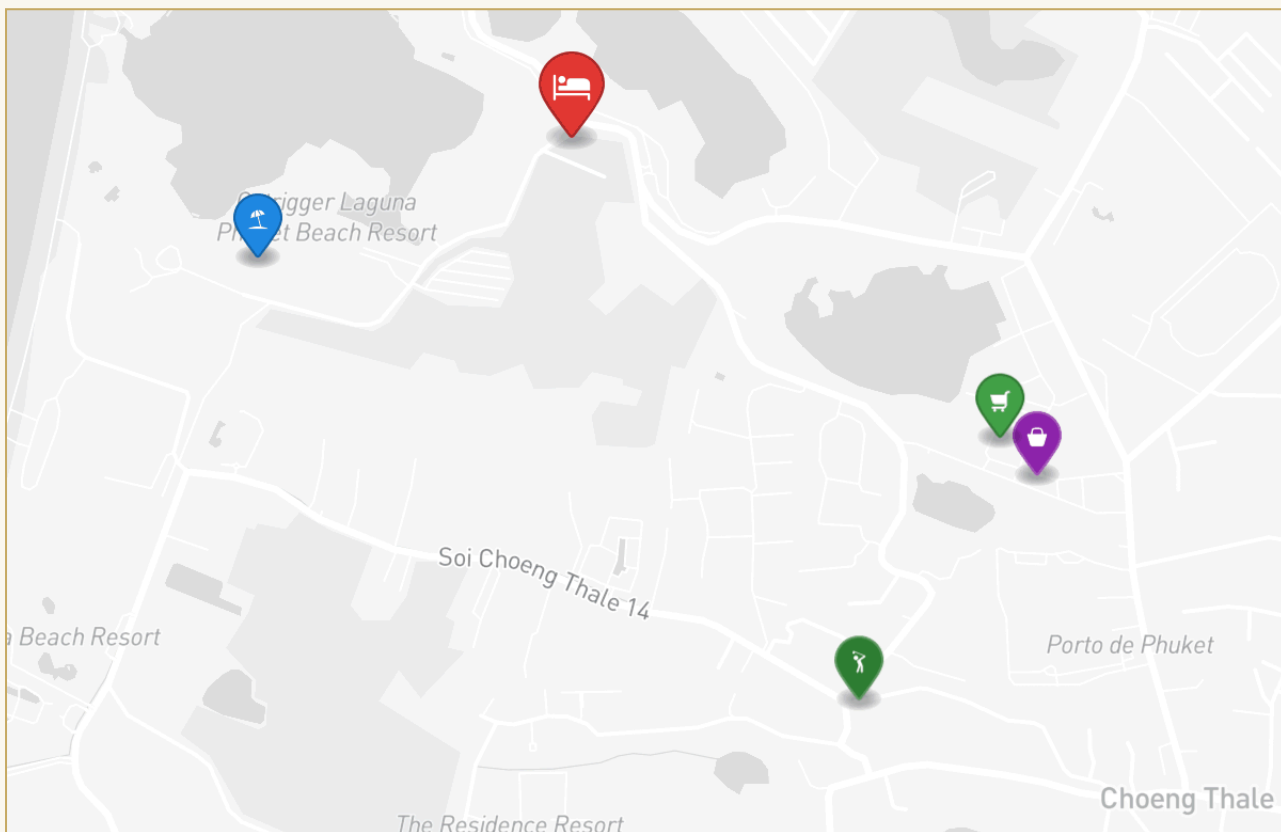 Laguna
Beach Resort
Soi Choeng Thale 14
a Beach Resort
Porto de Phuket
Choeng Thale
The Residence Resort